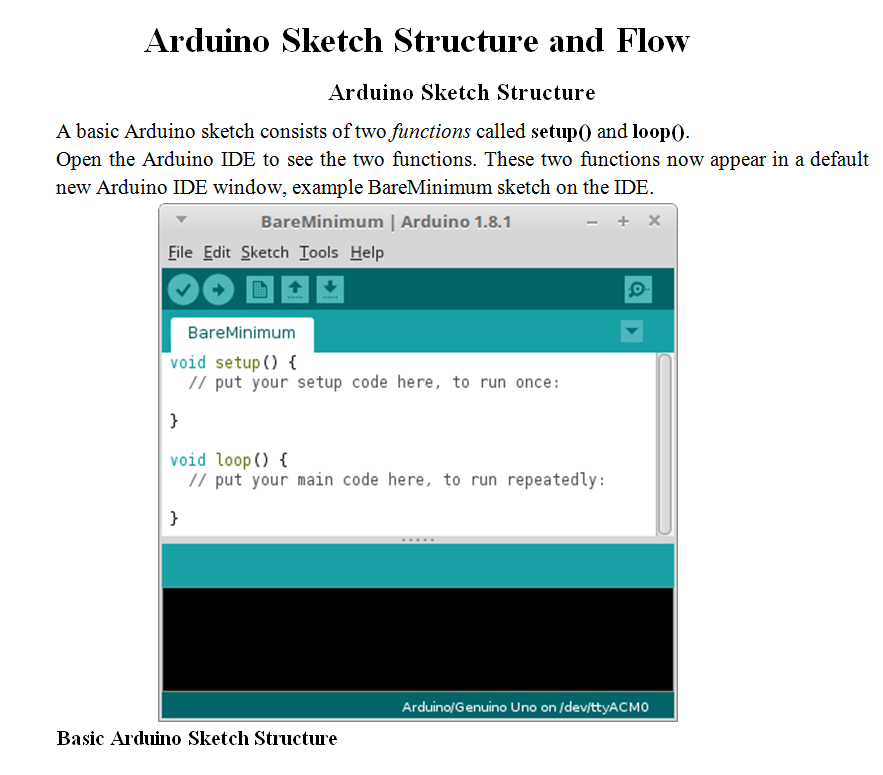 Arduino Sketch Structure and Flow
Arduino Sketch Structure
A basic Arduino sketch consists of two functions called setup() and loop().
Open the Arduino IDE to see the two functions. These two functions now appear in a default
new Arduino IDE window, example BareMinimum sketch on the IDE.
BareMinimum | Arduino 1.8.1
File Edit Sketch Tools Help
BareMinimum
void setup() {
  // put your setup code here, to run once:
}
void loop() {
  // put your main code here, to run repeatedly:
}
Arduino/Genuino Uno on /dev/ttyACM0
Basic Arduino Sketch Structure